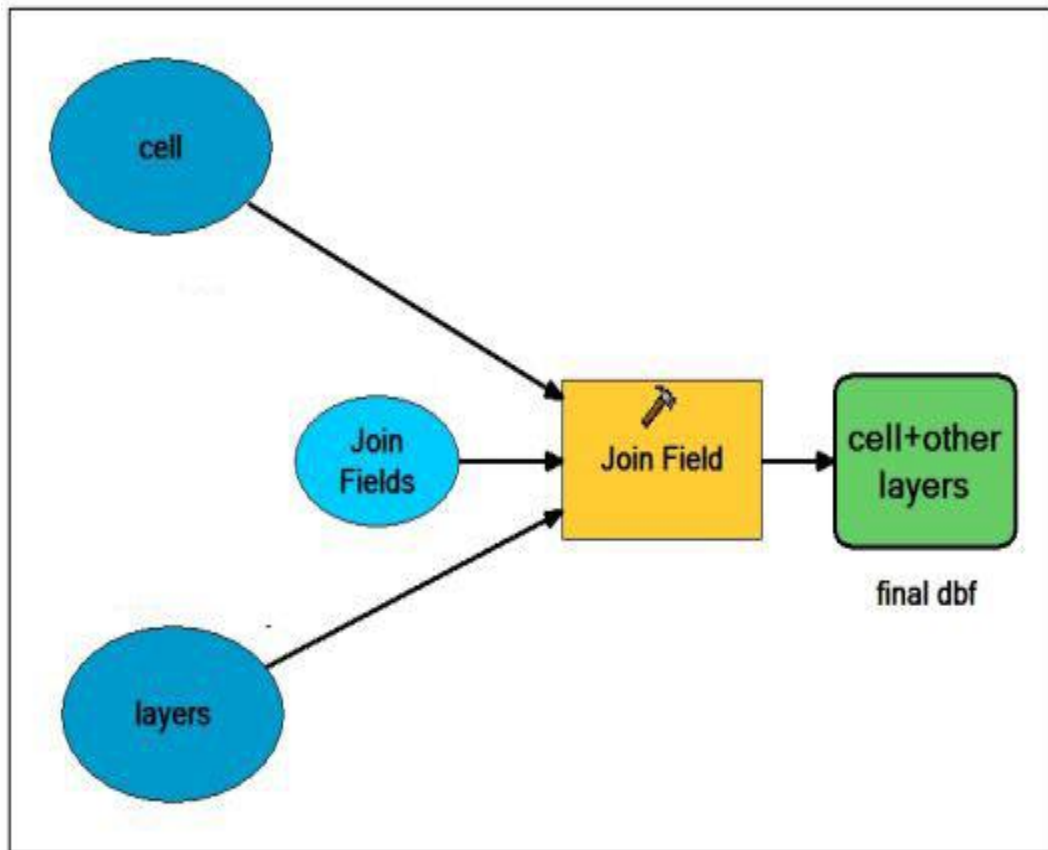 cell
Join
Fields
Join Field
cell+other
layers
final dbf
layers